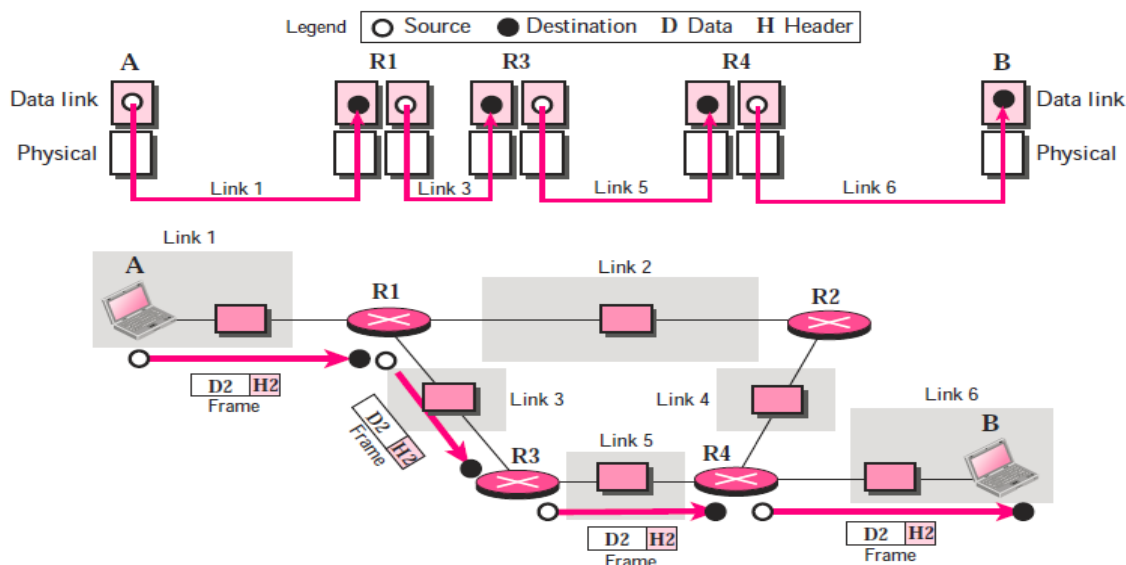 Legend Source Destination D Data H Header
A R1 R3 R4 B
Data link Data link
Physical Physical
Link 1 Link 3 Link 5 Link 6
Link 1
A
Link 2
R1 R2
D2 H2
Frame
Link 3
D2 H2
Frame
Link 4
Link 6
B
Link 5
R3 R4
D2 H2
Frame
D2 H2
Frame